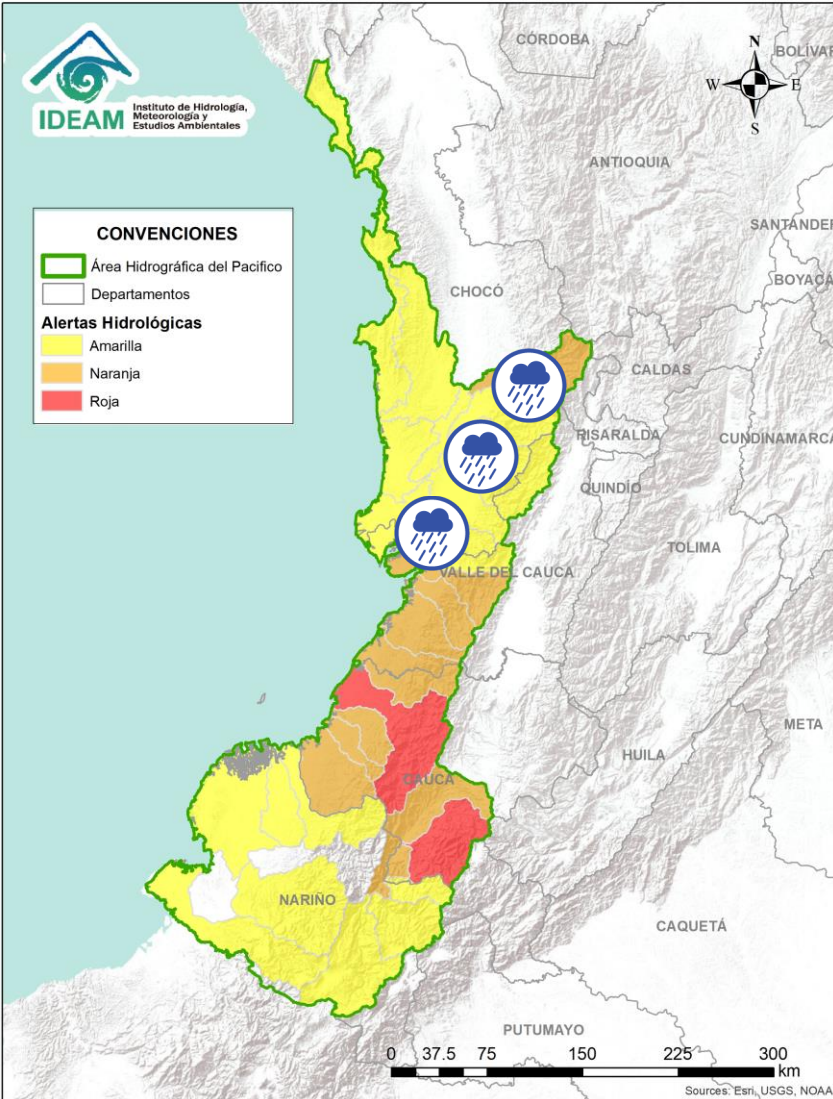 IDEAM
Instituto de Hidrología,
Meteorología y
Estudios Ambientales
N
W
E
S
CÓRDOBA
BOLÍVAR
ANTIOQUIA
SANTANDER
BOYACÁ
CHOCÓ
CALDAS
RISARALDA
CUNDINAMARCA
QUINDÍO
TOLIMA
VALLE DEL CAUCA
META
HUILA
CAUCA
NARIÑO
CAQUETÁ
PUTUMAYO
CONVENCIONES
Área Hidrográfica del Pacifico
Departamentos
Alertas Hidrológicas
Amarilla
Naranja
Roja
0 37.5 75 150 225 300
km
Sources: Esri, USGS, NOAA